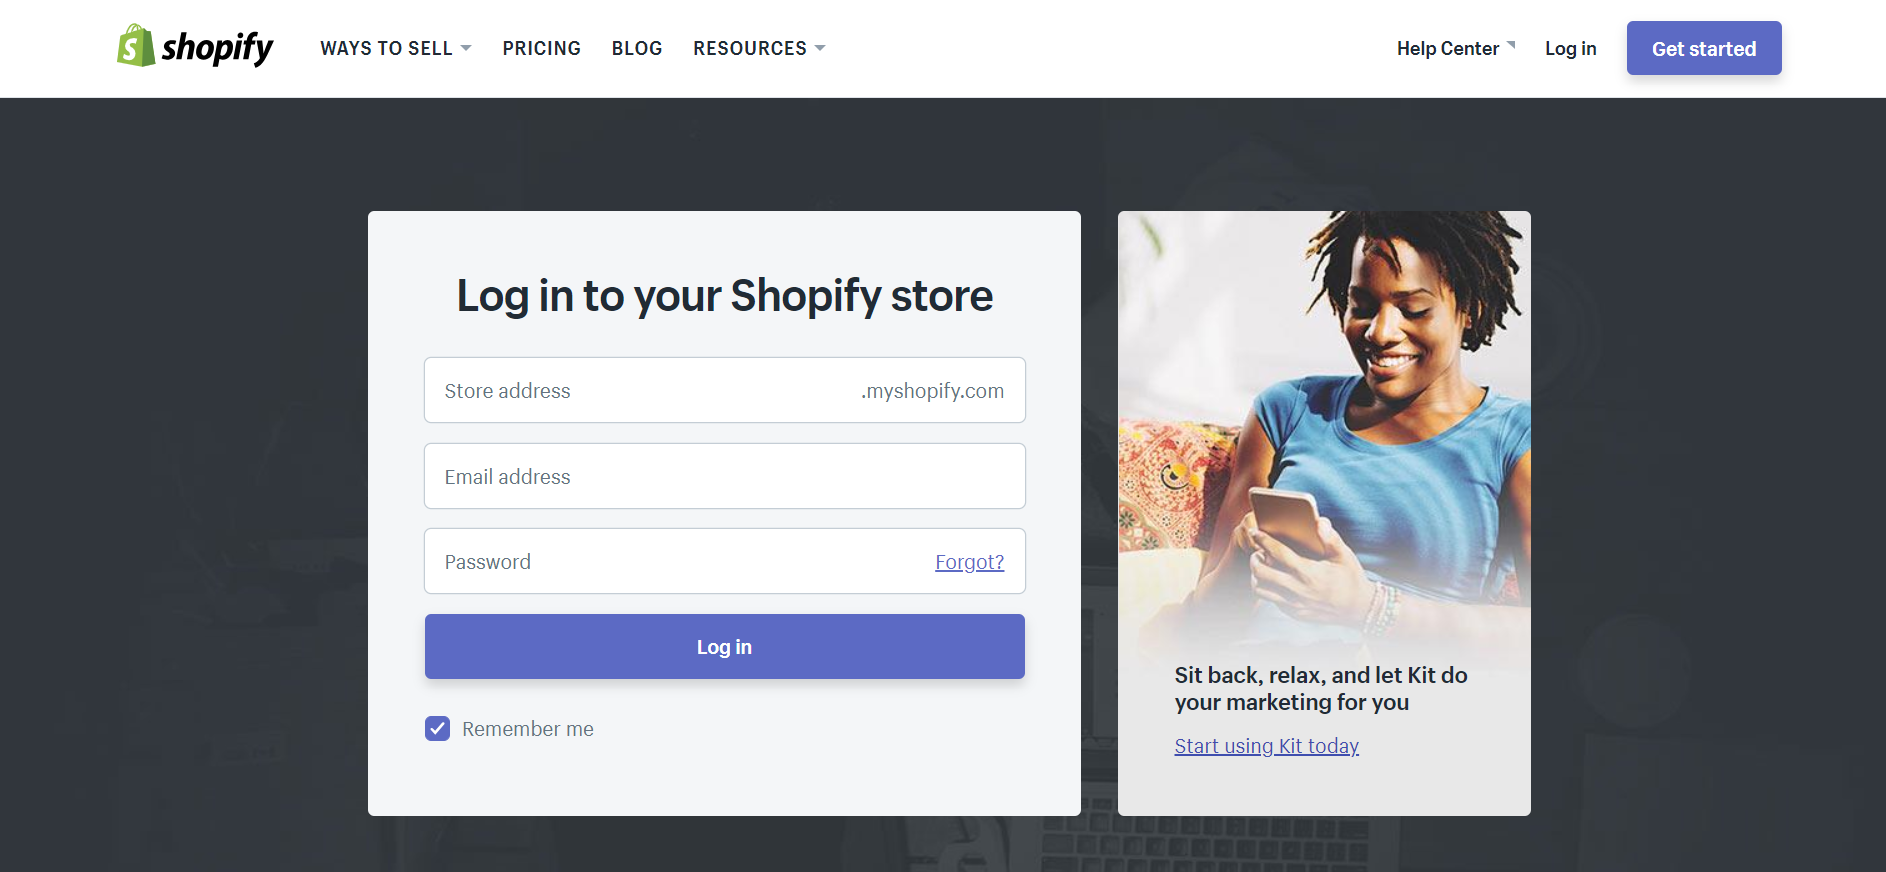 shopify
WAYS TO SELL
PRICING
BLOG
RESOURCES
Help Center
Log in
Get started
Log in to your Shopify store
Store address .myshopify.com
Email address
Password Forgot?
Log in
Remember me
Sit back, relax, and let Kit do
your marketing for you
Start using Kit today